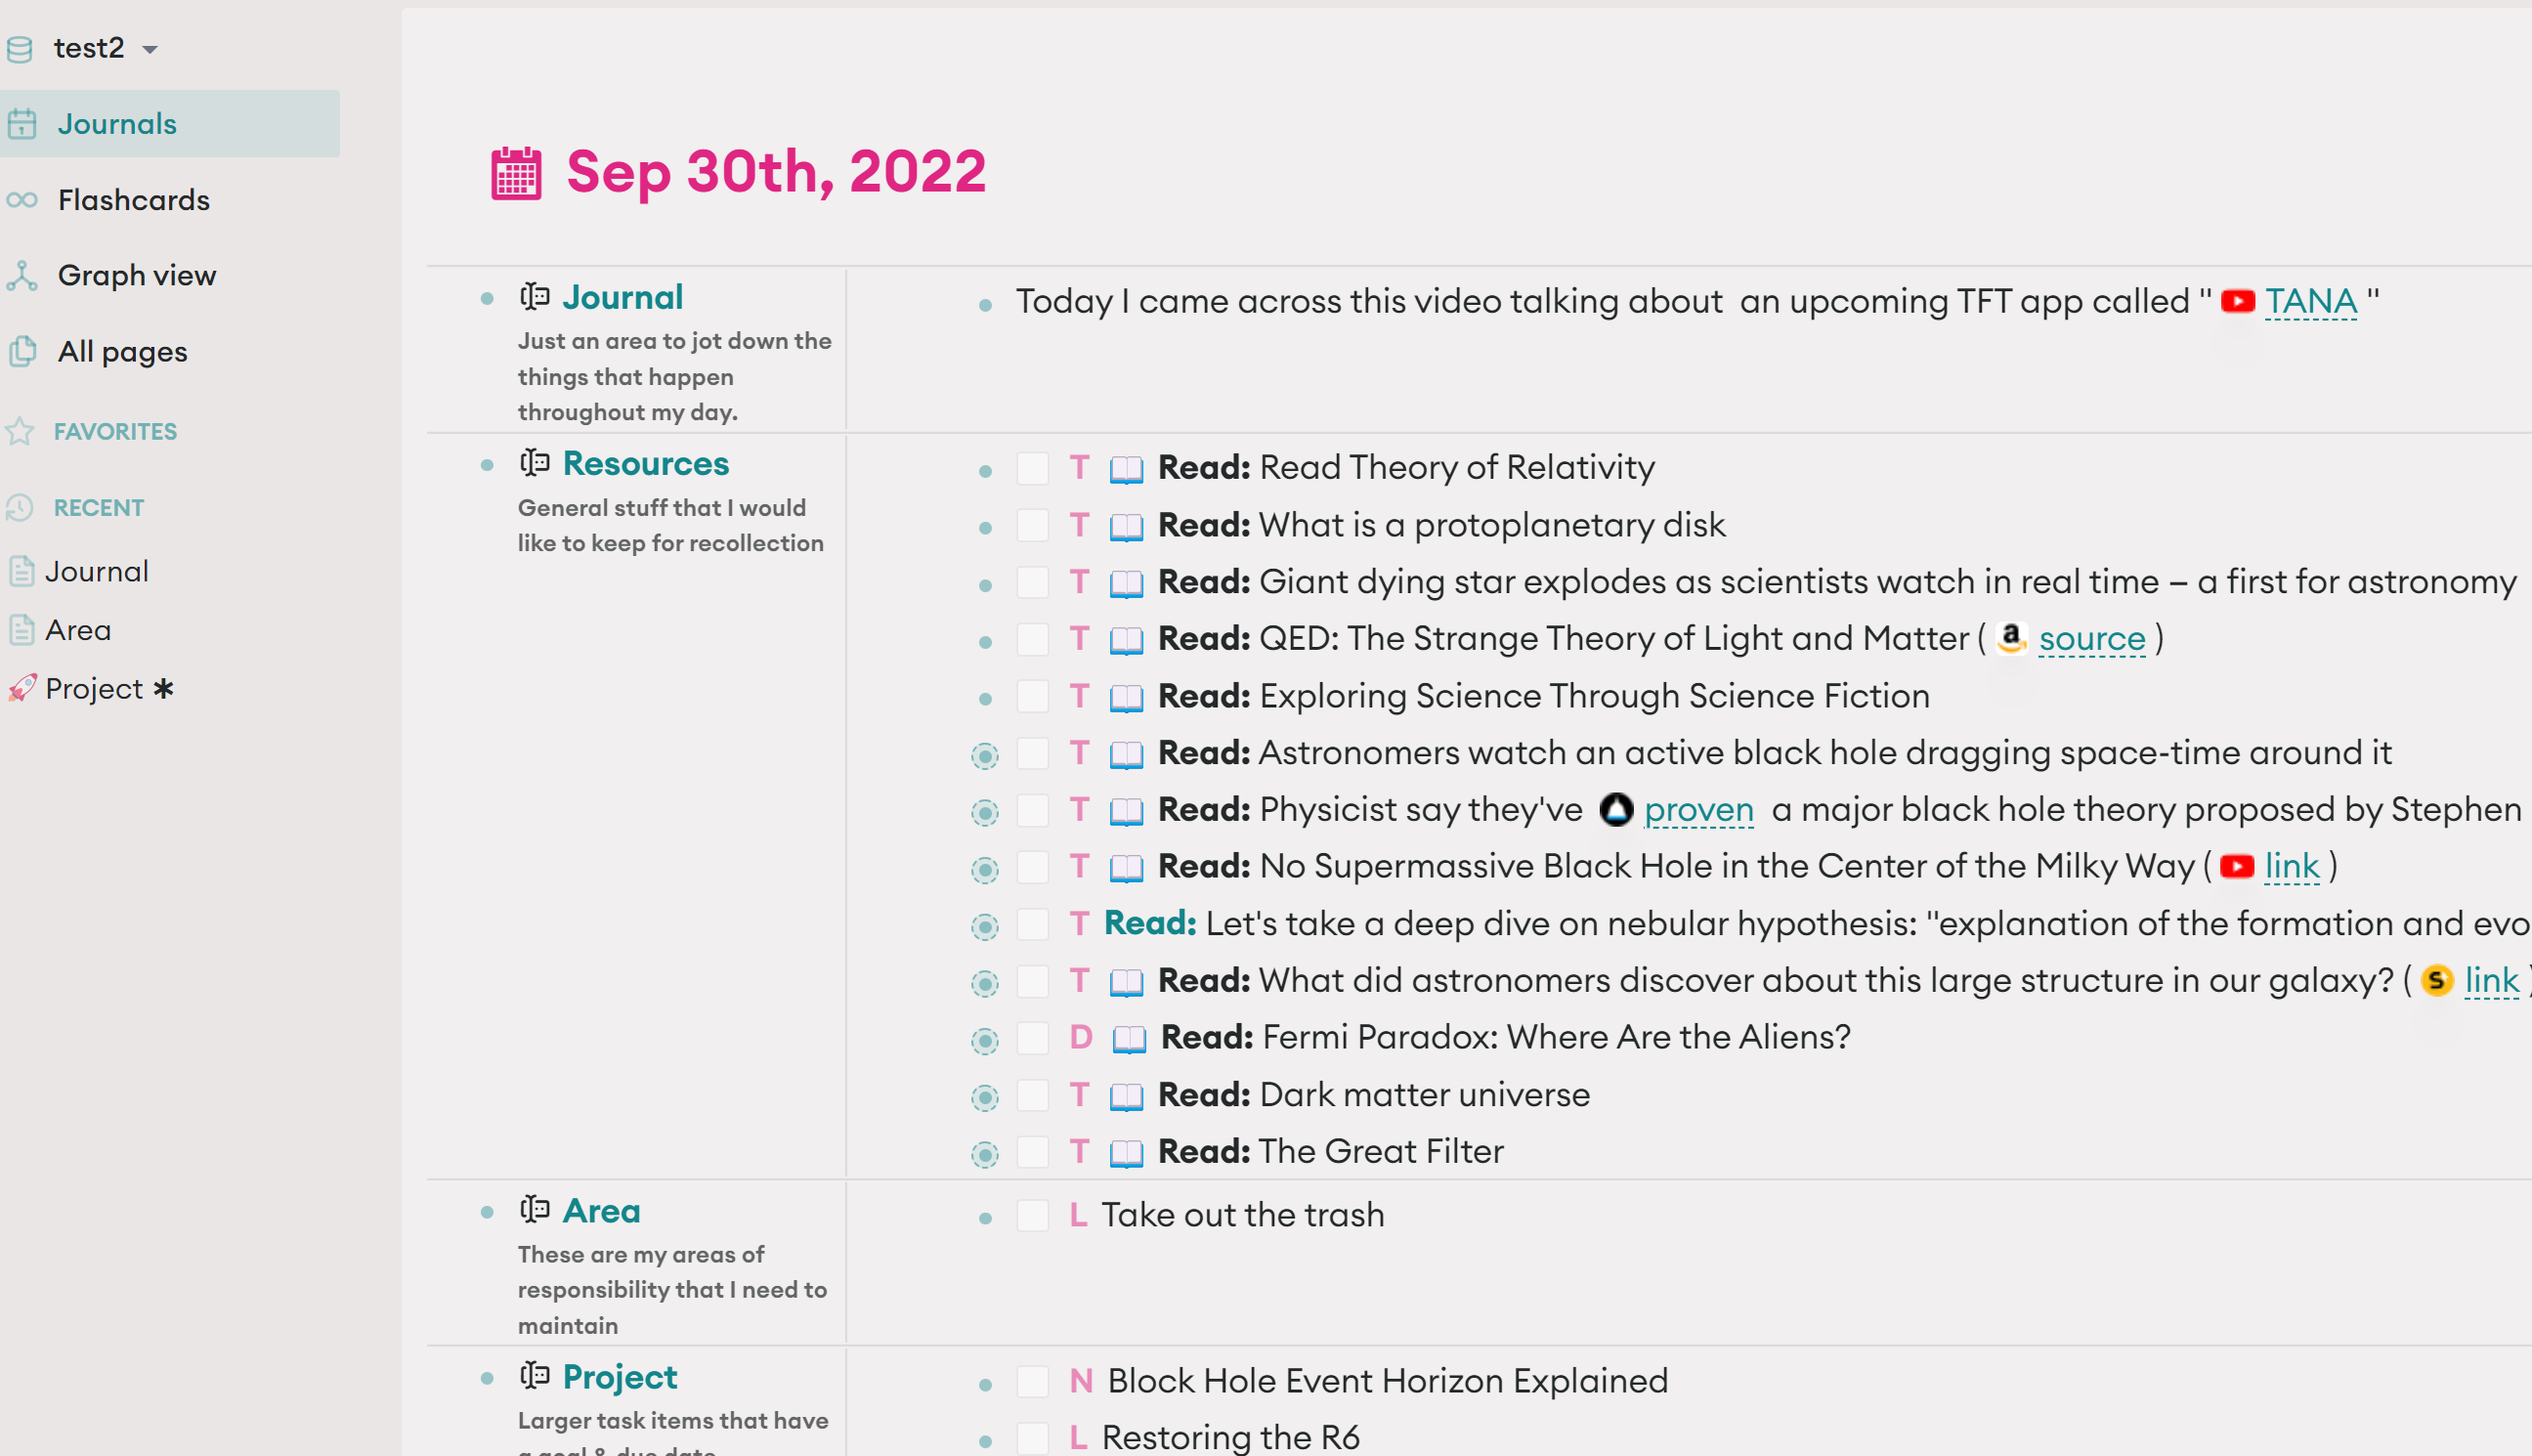 test2
Journals
Flashcards
Graph view
All pages
FAVORITES
RECENT
Journal
Area
Project *
Sep 30th, 2022
Journal
Just an area to jot down the
things that happen
throughout my day.
Today I came across this video talking about an upcoming TFT app called " TANA "
Resources
General stuff that I would
like to keep for recollection
T Read: Read Theory of Relativity
T Read: What is a protoplanetary disk
T Read: Giant dying star explodes as scientists watch in real time – a first for astronomy
T Read: QED: The Strange Theory of Light and Matter ( source )
T Read: Exploring Science Through Science Fiction
T Read: Astronomers watch an active black hole dragging space-time around it
T Read: Physicist say they've proven a major black hole theory proposed by Stephen
T Read: No Supermassive Black Hole in the Center of the Milky Way ( link )
T Read: Let's take a deep dive on nebular hypothesis: "explanation of the formation and evo
T Read: What did astronomers discover about this large structure in our galaxy? ( link )
D Read: Fermi Paradox: Where Are the Aliens?
T Read: Dark matter universe
T Read: The Great Filter
Area
These are my areas of
responsibility that I need to
maintain
L Take out the trash
Project
Larger task items that have
a goal & due date
N Block Hole Event Horizon Explained
L Restoring the R6